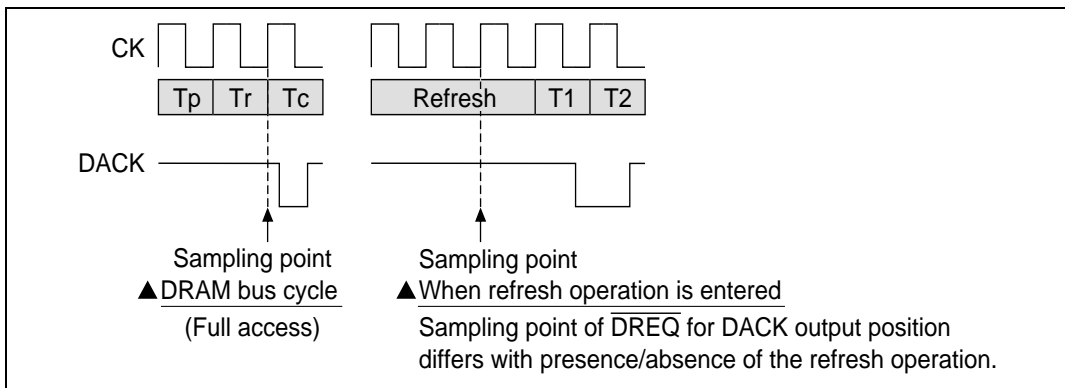 CK
Tp Tr Tc Refresh T1 T2
DACK
Sampling point
▲DRAM bus cycle
(Full access)
Sampling point
▲When refresh operation is entered
Sampling point of DREQ for DACK output position
differs with presence/absence of the refresh operation.